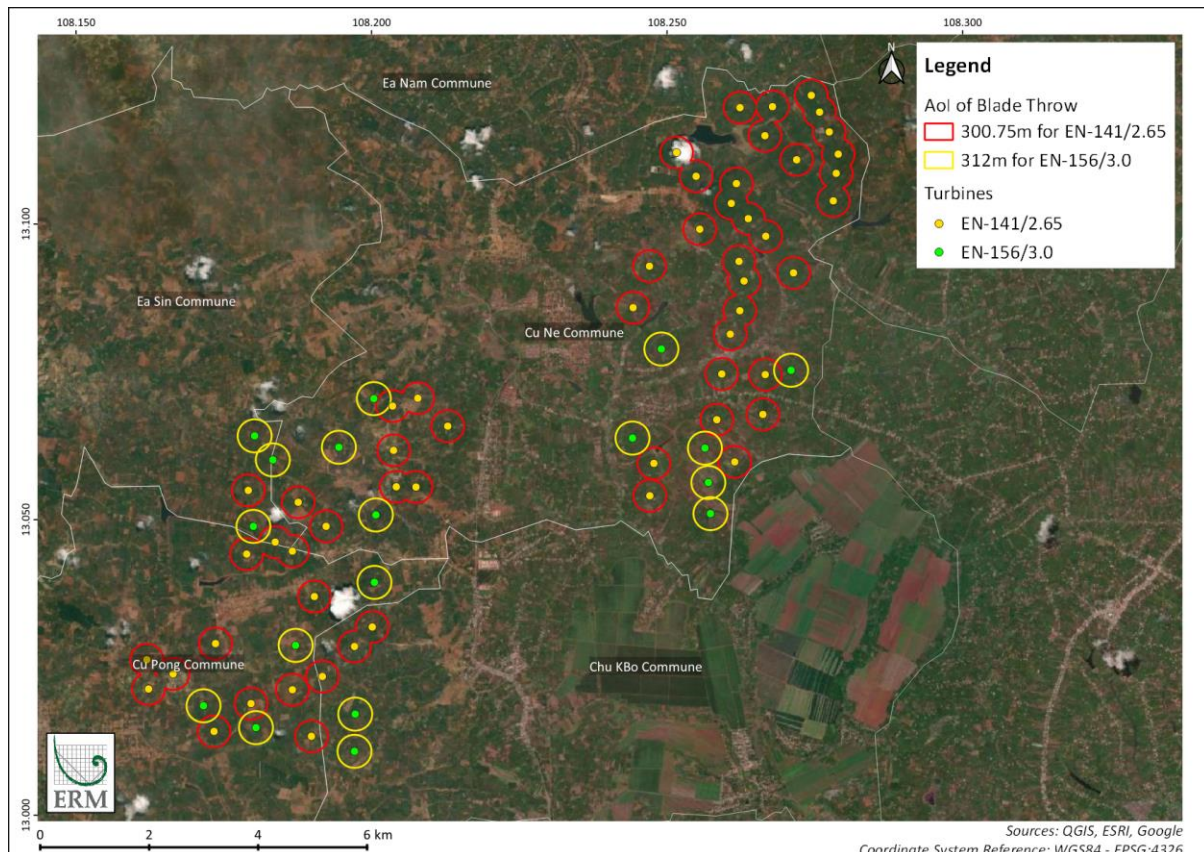 108.150
108.200
108.250
108.300
N
Legend
AoI of Blade Throw
300.75m for EN-141/2.65
312m for EN-156/3.0
Turbines
EN-141/2.65
EN-156/3.0
Ea Nam Commune
13.100
Ea Sin Commune
Cu Ne Commune
13.050
Cu Pong Commune
Chu KBo Commune
ERM
13.000
0
2
4
6 km
Sources: QGIS, ESRI, Google
Coordinate System Reference: WGS84 - EPSG:4326